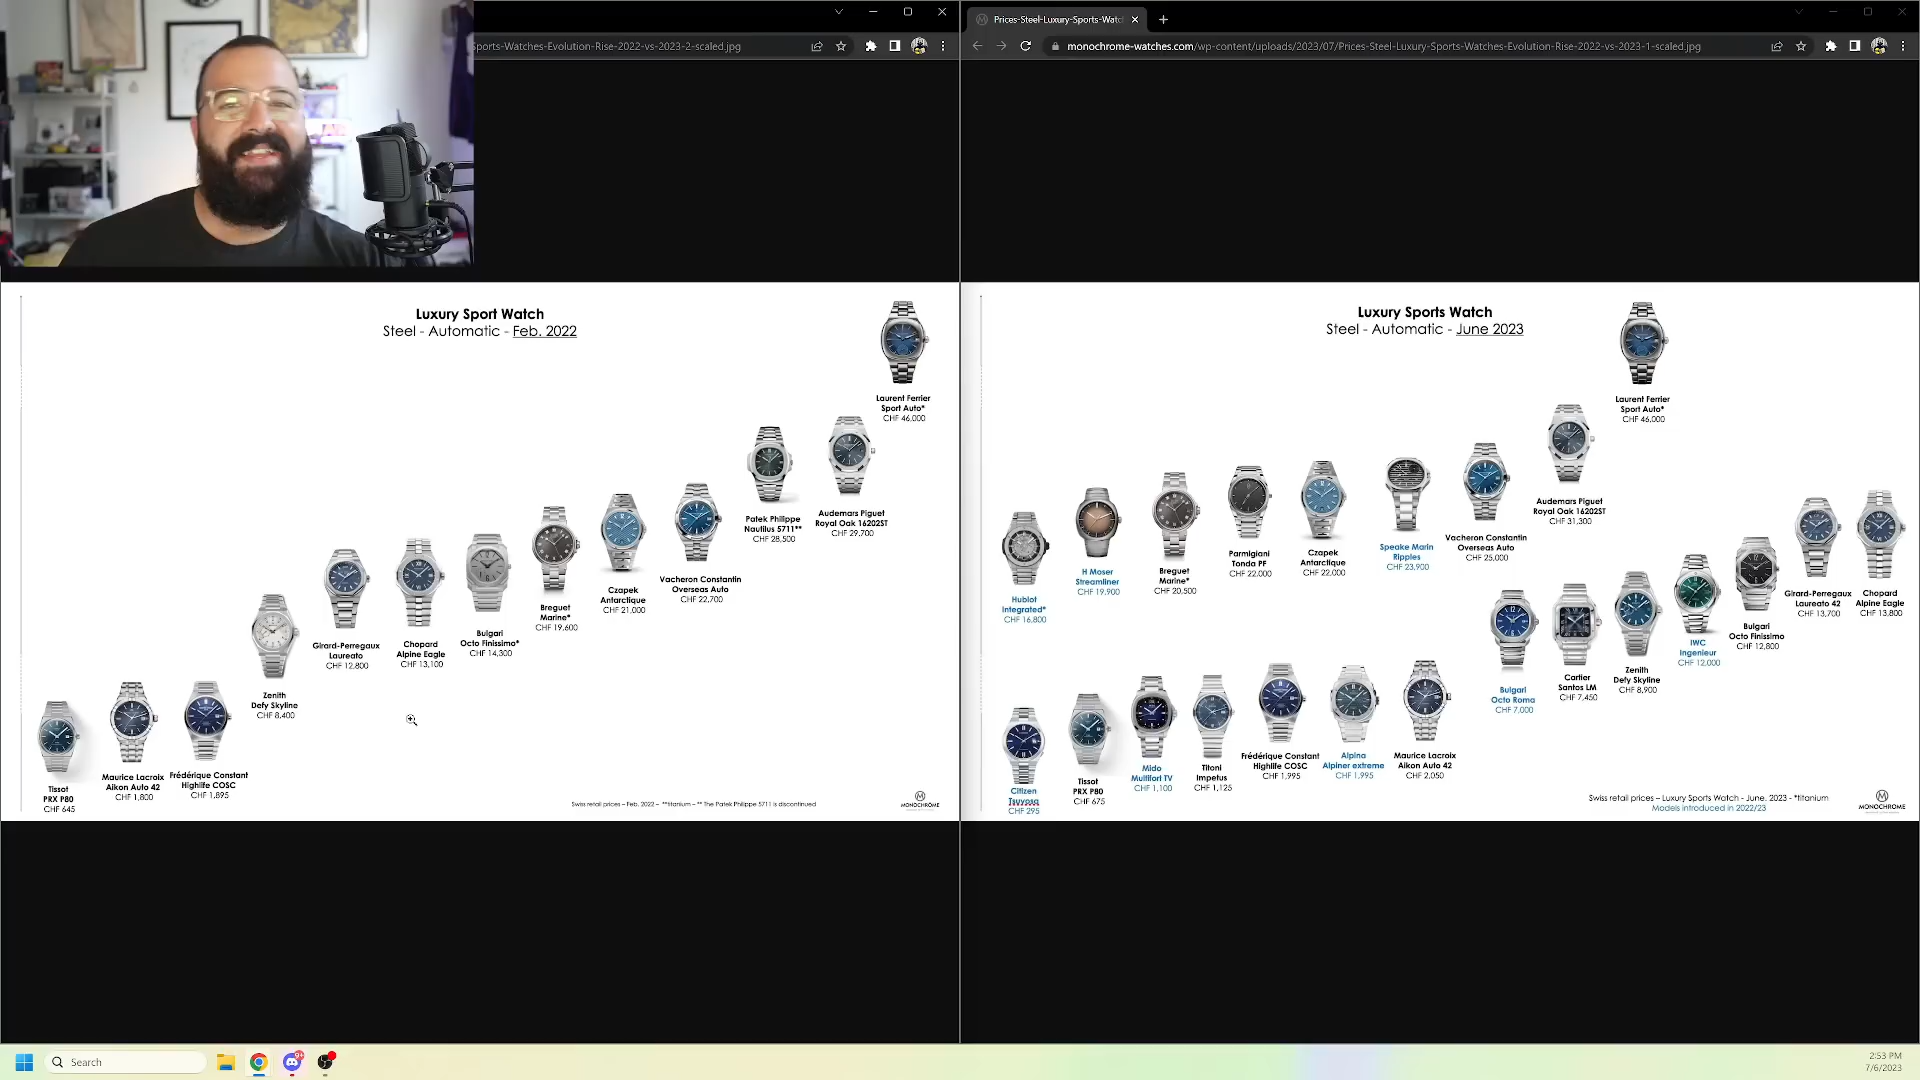 Sports-Watches-Evolution-Rise-2022-vs-2023-2-scaled.jpg
Prices-Steel-Luxury-Sports-Watc
monochrome-watches.com/wp-content/uploads/2023/07/Prices-Steel-Luxury-Sports-Watches-Evolution-Rise-2022-vs-2023-1-scaled.jpg
Luxury Sport Watch
Steel - Automatic - Feb. 2022
Laurent Ferrier
Sport Auto*
CHF 46,000
Patek Philippe
Nautilus 5711**
CHF 28,500
Audemars Piguet
Royal Oak 16202ST
CHF 29,700
Czapek
Antarctique
CHF 21,000
Vacheron Constantin
Overseas Auto
CHF 22,700
Breguet
Marine*
CHF 19,600
Bulgari
Octo Finissimo*
CHF 14,300
Chopard
Alpine Eagle
CHF 13,100
Girard-Perregaux
Laureato
CHF 12,800
Zenith
Defy Skyline
CHF 8,400
Frédérique Constant
Highlife COSC
CHF 1,895
Maurice Lacroix
Aikon Auto 42
CHF 1,800
Tissot
PRX P80
CHF 645
Swiss retail prices – Feb. 2022 – **titanium – ** The Patek Philippe 5711 is discontinued
MONOCHROME
Luxury Sports Watch
Steel - Automatic - June 2023
Laurent Ferrier
Sport Auto*
CHF 46,000
Audemars Piguet
Royal Oak 16202ST
CHF 31,300
Vacheron Constantin
Overseas Auto
CHF 25,000
Speake Marin
Ripples
CHF 23,900
Czapek
Antarctique
CHF 22,000
Parmigiani
Tonda PF
CHF 22,000
Breguet
Marine*
CHF 20,500
H Moser
Streamliner
CHF 19,900
Hublot
Integrated*
CHF 16,800
Chopard
Alpine Eagle
CHF 13,800
Girard-Perregaux
Laureato 42
CHF 13,700
Bulgari
Octo Finissimo
CHF 12,800
IWC
Ingenieur
CHF 12,000
Zenith
Defy Skyline
CHF 8,900
Cartier
Santos LM
CHF 7,450
Bulgari
Octo Roma
CHF 7,000
Maurice Lacroix
Aikon Auto 42
CHF 2,050
Alpina
Alpiner extreme
CHF 1,995
Frédérique Constant
Highlife COSC
CHF 1,995
Titoni
Impetus
CHF 1,125
Mido
Multifort TV
CHF 1,100
Tissot
PRX P80
CHF 675
Citizen
Tsuyosa
CHF 295
Swiss retail prices – Luxury Sports Watch - June, 2023 - *titanium
Models introduced in 2022/23
MONOCHROME
Search
9+
2:53 PM
7/6/2023